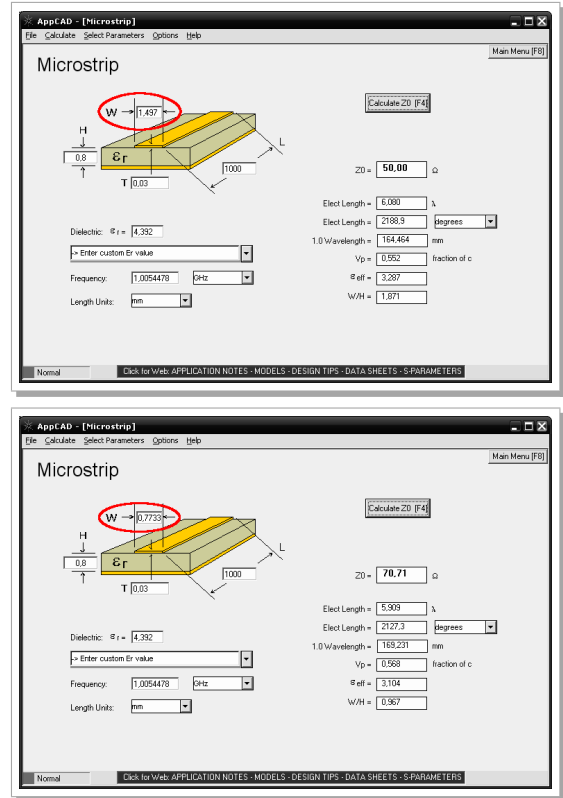 AppCAD - [Microstrip]
File Calculate Select Parameters Options Help
Main Menu [F8]
Microstrip
Calculate Z0 [F4]
W 1,497
H
0,8
εr
L
1000
T 0,03
Z0 = 50,00 Ω
Elect Length = 6,080 λ
Elect Length = 2188,9 degrees
1.0 Wavelength = 164,464 mm
Vp = 0,552 fraction of c
ε eff = 3,287
W/H = 1,871
Dielectric: ε r = 4,392
-> Enter custom Er value
Frequency: 1,0054478 GHz
Length Units: mm
Normal
Click for Web: APPLICATION NOTES - MODELS - DESIGN TIPS - DATA SHEETS - S-PARAMETERS
AppCAD - [Microstrip]
File Calculate Select Parameters Options Help
Main Menu [F8]
Microstrip
Calculate Z0 [F4]
W 0,7733
H
0,8
εr
L
1000
T 0,03
Z0 = 70,71 Ω
Elect Length = 5,909 λ
Elect Length = 2127,3 degrees
1.0 Wavelength = 169,231 mm
Vp = 0,568 fraction of c
ε eff = 3,104
W/H = 0,967
Dielectric: ε r = 4,392
-> Enter custom Er value
Frequency: 1,0054478 GHz
Length Units: mm
Normal
Click for Web: APPLICATION NOTES - MODELS - DESIGN TIPS - DATA SHEETS - S-PARAMETERS